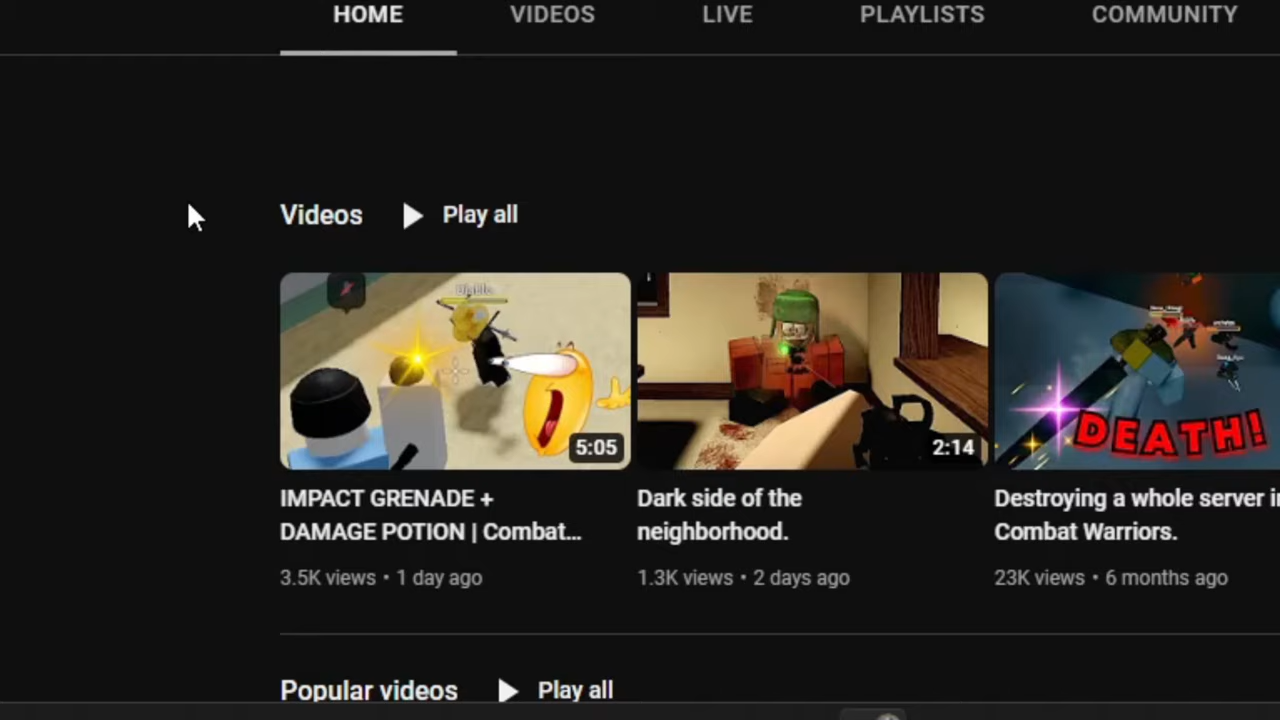 HOME VIDEOS LIVE PLAYLISTS COMMUNITY
Videos Play all
Diablo
DEATH!
5:05
2:14
IMPACT GRENADE +
DAMAGE POTION | Combat...
3.5K views • 1 day ago
Dark side of the
neighborhood.
1.3K views • 2 days ago
Destroying a whole server i
Combat Warriors.
23K views • 6 months ago
Popular videos Play all